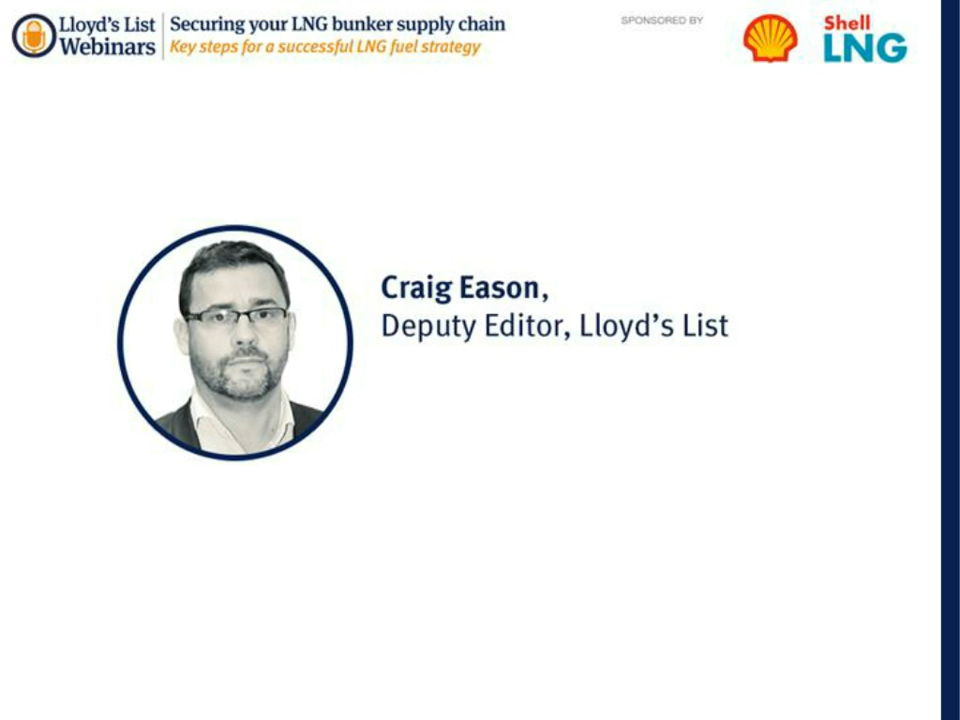 Lloyd's List
Webinars
Securing your LNG bunker supply chain
Key steps for a successful LNG fuel strategy
SPONSORED BY
Shell
LNG
Craig Eason,
Deputy Editor, Lloyd's List